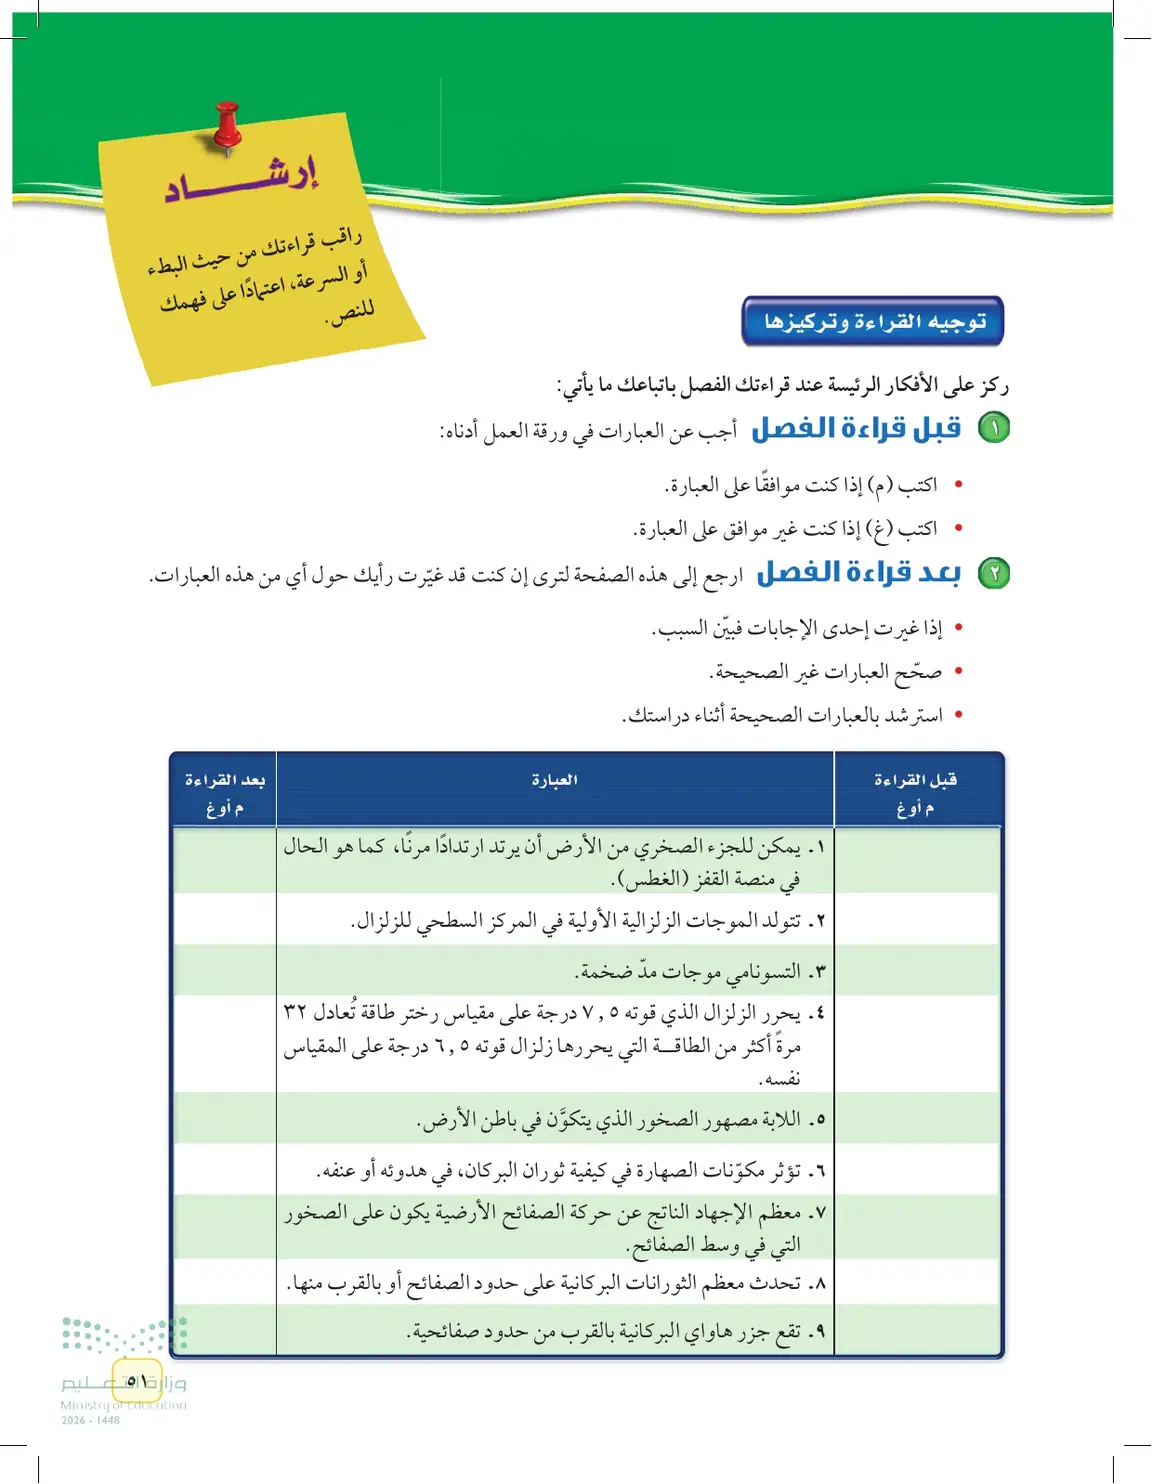 إرشـــــاد
راقب قراءتك من حيث البطء
أو السرعة، اعتمادًا على فهمك
للنص.
توجيه القراءة وتركيزها
ركز على الأفكار الرئيسة عند قراءتك الفصل باتباعك ما يأتي:
١ قبل قراءة الفصل أجب عن العبارات في ورقة العمل أدناه:
• اكتب (م) إذا كنت موافقًا على العبارة.
• اكتب (غ) إذا كنت غير موافق على العبارة.
٢ بعد قراءة الفصل ارجع إلى هذه الصفحة لترى إن كنت قد غيّرت رأيك حول أي من هذه العبارات.
• إذا غيرت إحدى الإجابات فبيّن السبب.
• صحّح العبارات غير الصحيحة.
• استرشد بالعبارات الصحيحة أثناء دراستك.
قبل القراءة
م أو غ
العبارة
بعد القراءة
م أو غ
١. يمكن للجزء الصخري من الأرض أن يرتد ارتدادًا مرنًا، كما هو الحال
في منصة القفز (الغطس).
٢. تتولد الموجات الزلزالية الأولية في المركز السطحي للزلزال.
٣. التسونامي موجات مدّ ضخمة.
٤. يحرر الزلزال الذي قوته ٧,٥ درجة على مقياس رختر طاقة تُعادل ٣٢
مرةً أكثر من الطاقـــة التي يحررها زلزال قوته ٦,٥ درجة على المقياس
نفسه.
٥. اللابة مصهور الصخور الذي يتكوَّن في باطن الأرض.
٦. تؤثر مكوّنات الصهارة في كيفية ثوران البركان، في هدوئه أو عنفه.
٧. معظم الإجهاد الناتج عن حركة الصفائح الأرضية يكون على الصخور
التي في وسط الصفائح.
٨. تحدث معظم الثورانات البركانية على حدود الصفائح أو بالقرب منها.
٩. تقع جزر هاواي البركانية بالقرب من حدود صفائحية.
وزارة التعليم
٥١
Ministry of Education
2026 - 1448